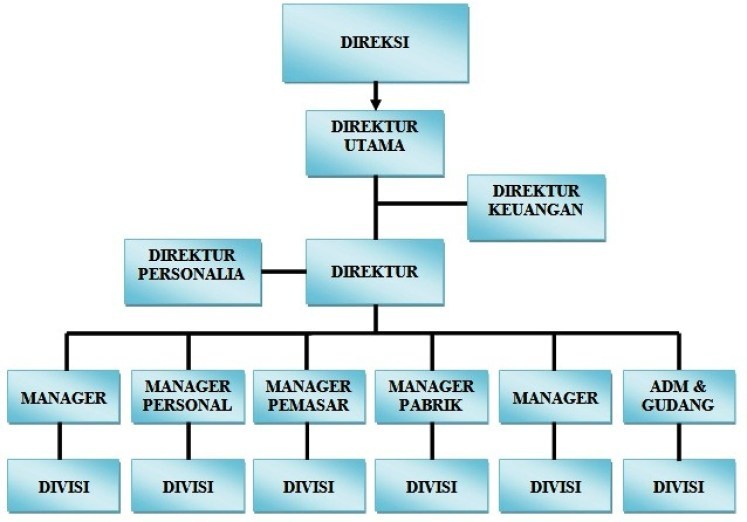 DIREKSI
DIREKTUR
UTAMA
DIREKTUR
KEUANGAN
DIREKTUR
PERSONALIA
DIREKTUR
MANAGER
MANAGER
PERSONAL
MANAGER
PEMASAR
MANAGER
PABRIK
MANAGER
ADM &
GUDANG
DIVISI
DIVISI
DIVISI
DIVISI
DIVISI
DIVISI